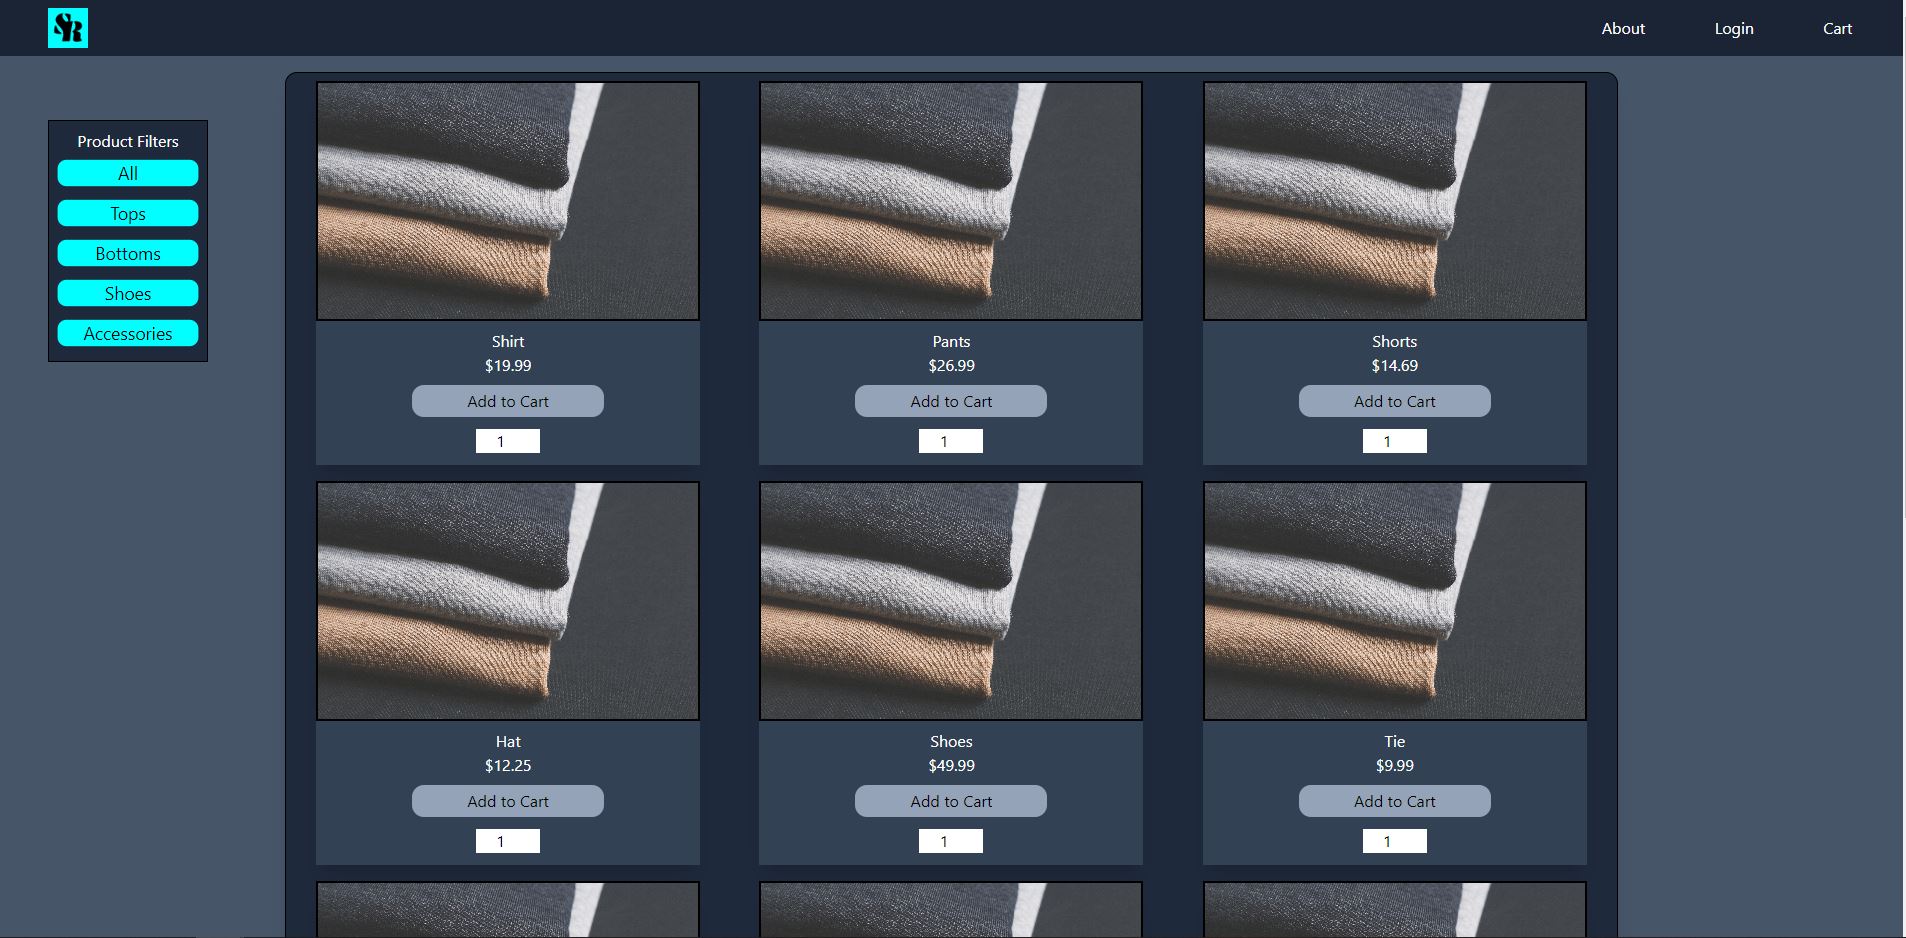 SR
About
Login
Cart
Product Filters
All
Tops
Bottoms
Shoes
Accessories
Shirt
$19.99
Add to Cart
1
Pants
$26.99
Add to Cart
1
Shorts
$14.69
Add to Cart
1
Hat
$12.25
Add to Cart
1
Shoes
$49.99
Add to Cart
1
Tie
$9.99
Add to Cart
1